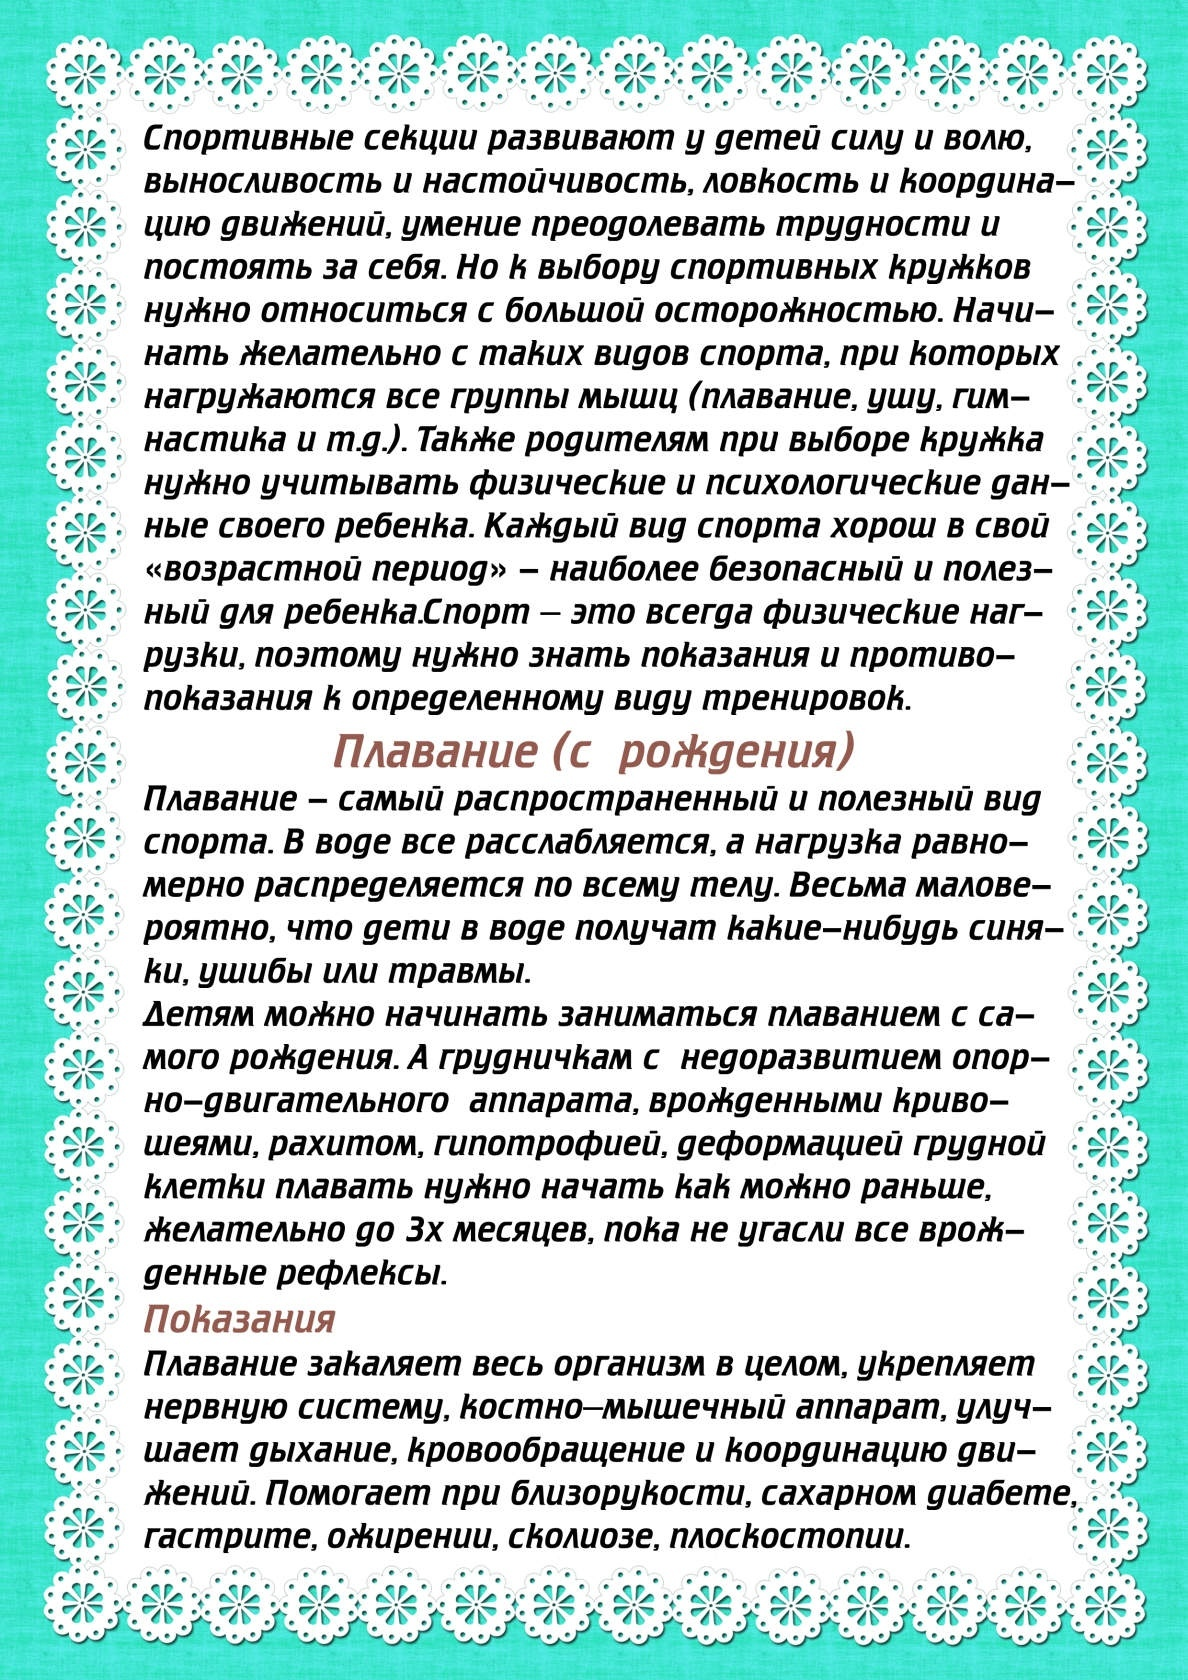 Спортивные секции развивают у детей силу и волю,
выносливость и настойчивость, ловкость и координа-
цию движений, умение преодолевать трудности и
постоять за себя. Но к выбору спортивных кружков
нужно относиться с большой осторожностью. Начи-
нать желательно с таких видов спорта, при которых
нагружаются все группы мышц (плавание, ушу, гим-
настика и т.д.). Также родителям при выборе кружка
нужно учитывать физические и психологические дан-
ные своего ребенка. Каждый вид спорта хорош в свой
«возрастной период» – наиболее безопасный и полез-
ный для ребенка.Спорт – это всегда физические наг-
рузки, поэтому нужно знать показания и противо-
показания к определенному виду тренировок.
Плавание (с рождения)
Плавание – самый распространенный и полезный вид
спорта. В воде все расслабляется, а нагрузка равно-
мерно распределяется по всему телу. Весьма малове-
роятно, что дети в воде получат какие-нибудь синя-
ки, ушибы или травмы.
Детям можно начинать заниматься плаванием с са-
мого рождения. А грудничкам с недоразвитием опор-
но-двигательного аппарата, врожденными криво-
шеями, рахитом, гипотрофией, деформацией грудной
клетки плавать нужно начать как можно раньше,
желательно до 3х месяцев, пока не угасли все врож-
денные рефлексы.
Показания
Плавание закаляет весь организм в целом, укрепляет
нервную систему, костно–мышечный аппарат, улуч-
шает дыхание, кровообращение и координацию дви-
жений. Помогает при близорукости, сахарном диабете,
гастрите, ожирении, сколиозе, плоскостопии.